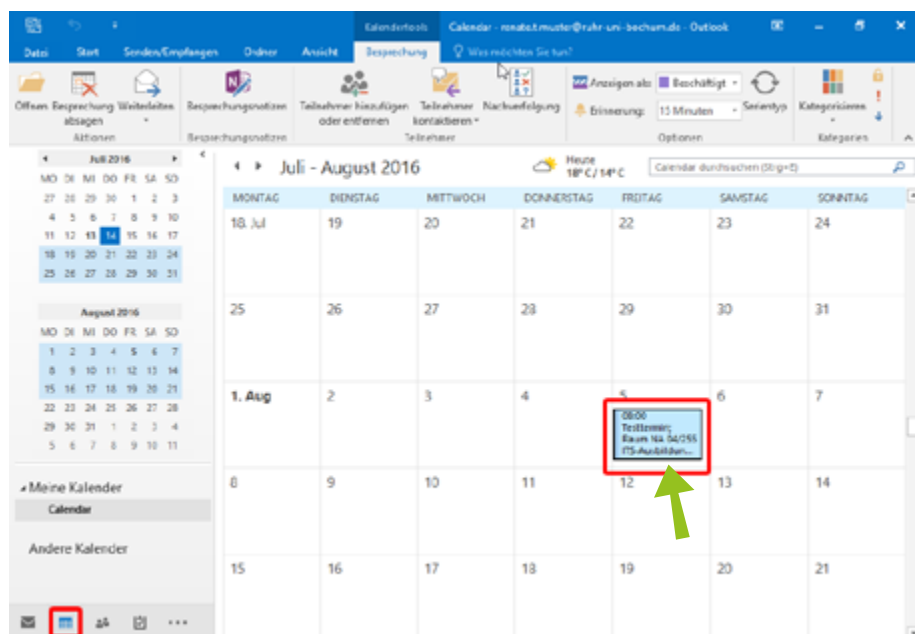 Kalendertools Calendar - renate.t.muster@ruhr-uni-bochum.de - Outlook
Datei Start Senden/Empfangen Ordner Ansicht Besprechung Was möchten Sie tun?
Öffnen Besprechung absagen Weiterleiten
Aktionen
Besprechungsnotizen
Besprechungsnotizen
Teilnehmer hinzufügen oder entfernen Teilnehmer kontaktieren Nachverfolgung
Teilnehmer
Anzeigen als: Beschäftigt
Erinnerung: 15 Minuten
Serientyp
Optionen
Kategorisieren
Kategorien
Juli 2016
MO DI MI DO FR SA SO
27 28 29 30 1 2 3
4 5 6 7 8 9 10
11 12 13 14 15 16 17
18 19 20 21 22 23 24
25 26 27 28 29 30 31
August 2016
MO DI MI DO FR SA SO
1 2 3 4 5 6 7
8 9 10 11 12 13 14
15 16 17 18 19 20 21
22 23 24 25 26 27 28
29 30 31 1 2 3 4
5 6 7 8 9 10 11
Meine Kalender
Calendar
Andere Kalender
Juli - August 2016
Heute
18° C / 14° C
Calendar durchsuchen (Strg+E)
MONTAG DIENSTAG MITTWOCH DONNERSTAG FREITAG SAMSTAG SONNTAG
18. Jul 19 20 21 22 23 24
25 26 27 28 29 30 31
1. Aug 2 3 4 5 6 7
08:00
Testtermin;
Raum NA 04/255
ITS-Ausbildun...
8 9 10 11 12 13 14
15 16 17 18 19 20 21